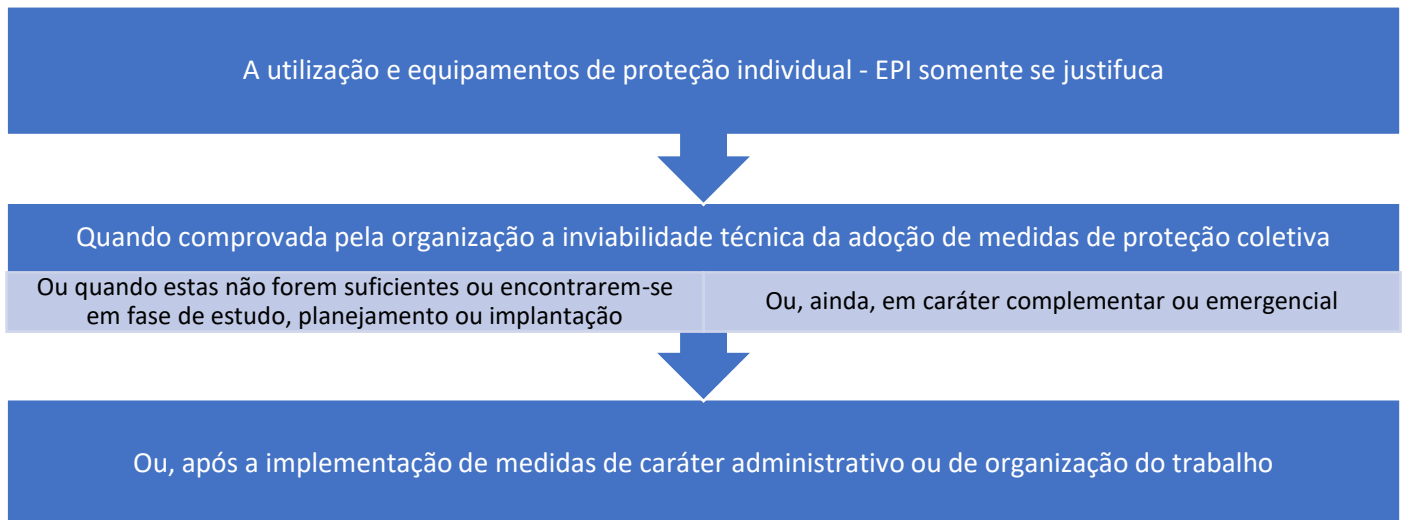 A utilização e equipamentos de proteção individual - EPI somente se justifuca
Quando comprovada pela organização a inviabilidade técnica da adoção de medidas de proteção coletiva
Ou quando estas não forem suficientes ou encontrarem-se
em fase de estudo, planejamento ou implantação
Ou, ainda, em caráter complementar ou emergencial
Ou, após a implementação de medidas de caráter administrativo ou de organização do trabalho